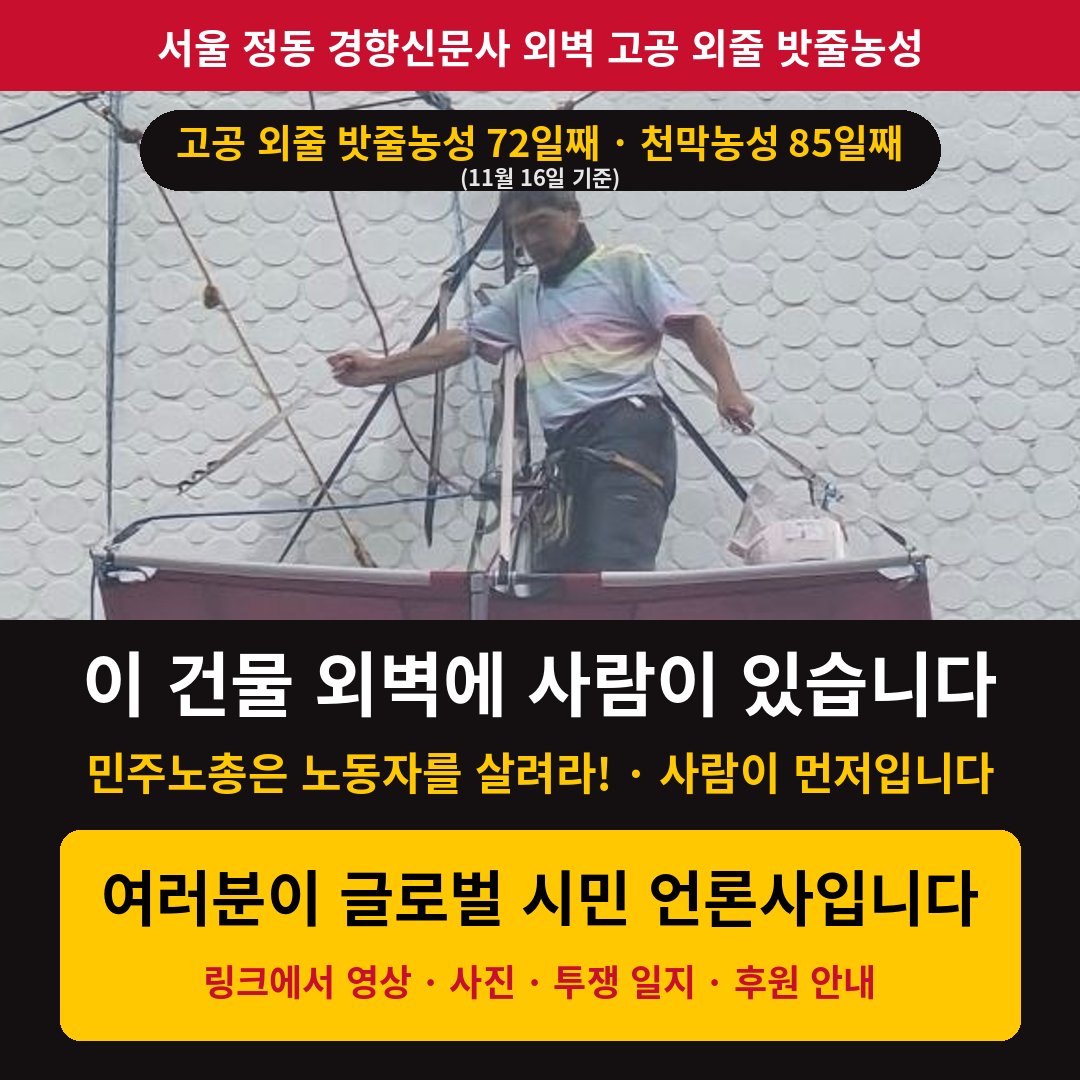 서울 정동 경향신문사 외벽 고공 외줄 밧줄농성
고공 외줄 밧줄농성 72일째 · 천막농성 85일째
(11월 16일 기준)
이 건물 외벽에 사람이 있습니다
민주노총은 노동자를 살려라! · 사람이 먼저입니다
여러분이 글로벌 시민 언론사입니다
링크에서 영상 · 사진 · 투쟁 일지 · 후원 안내